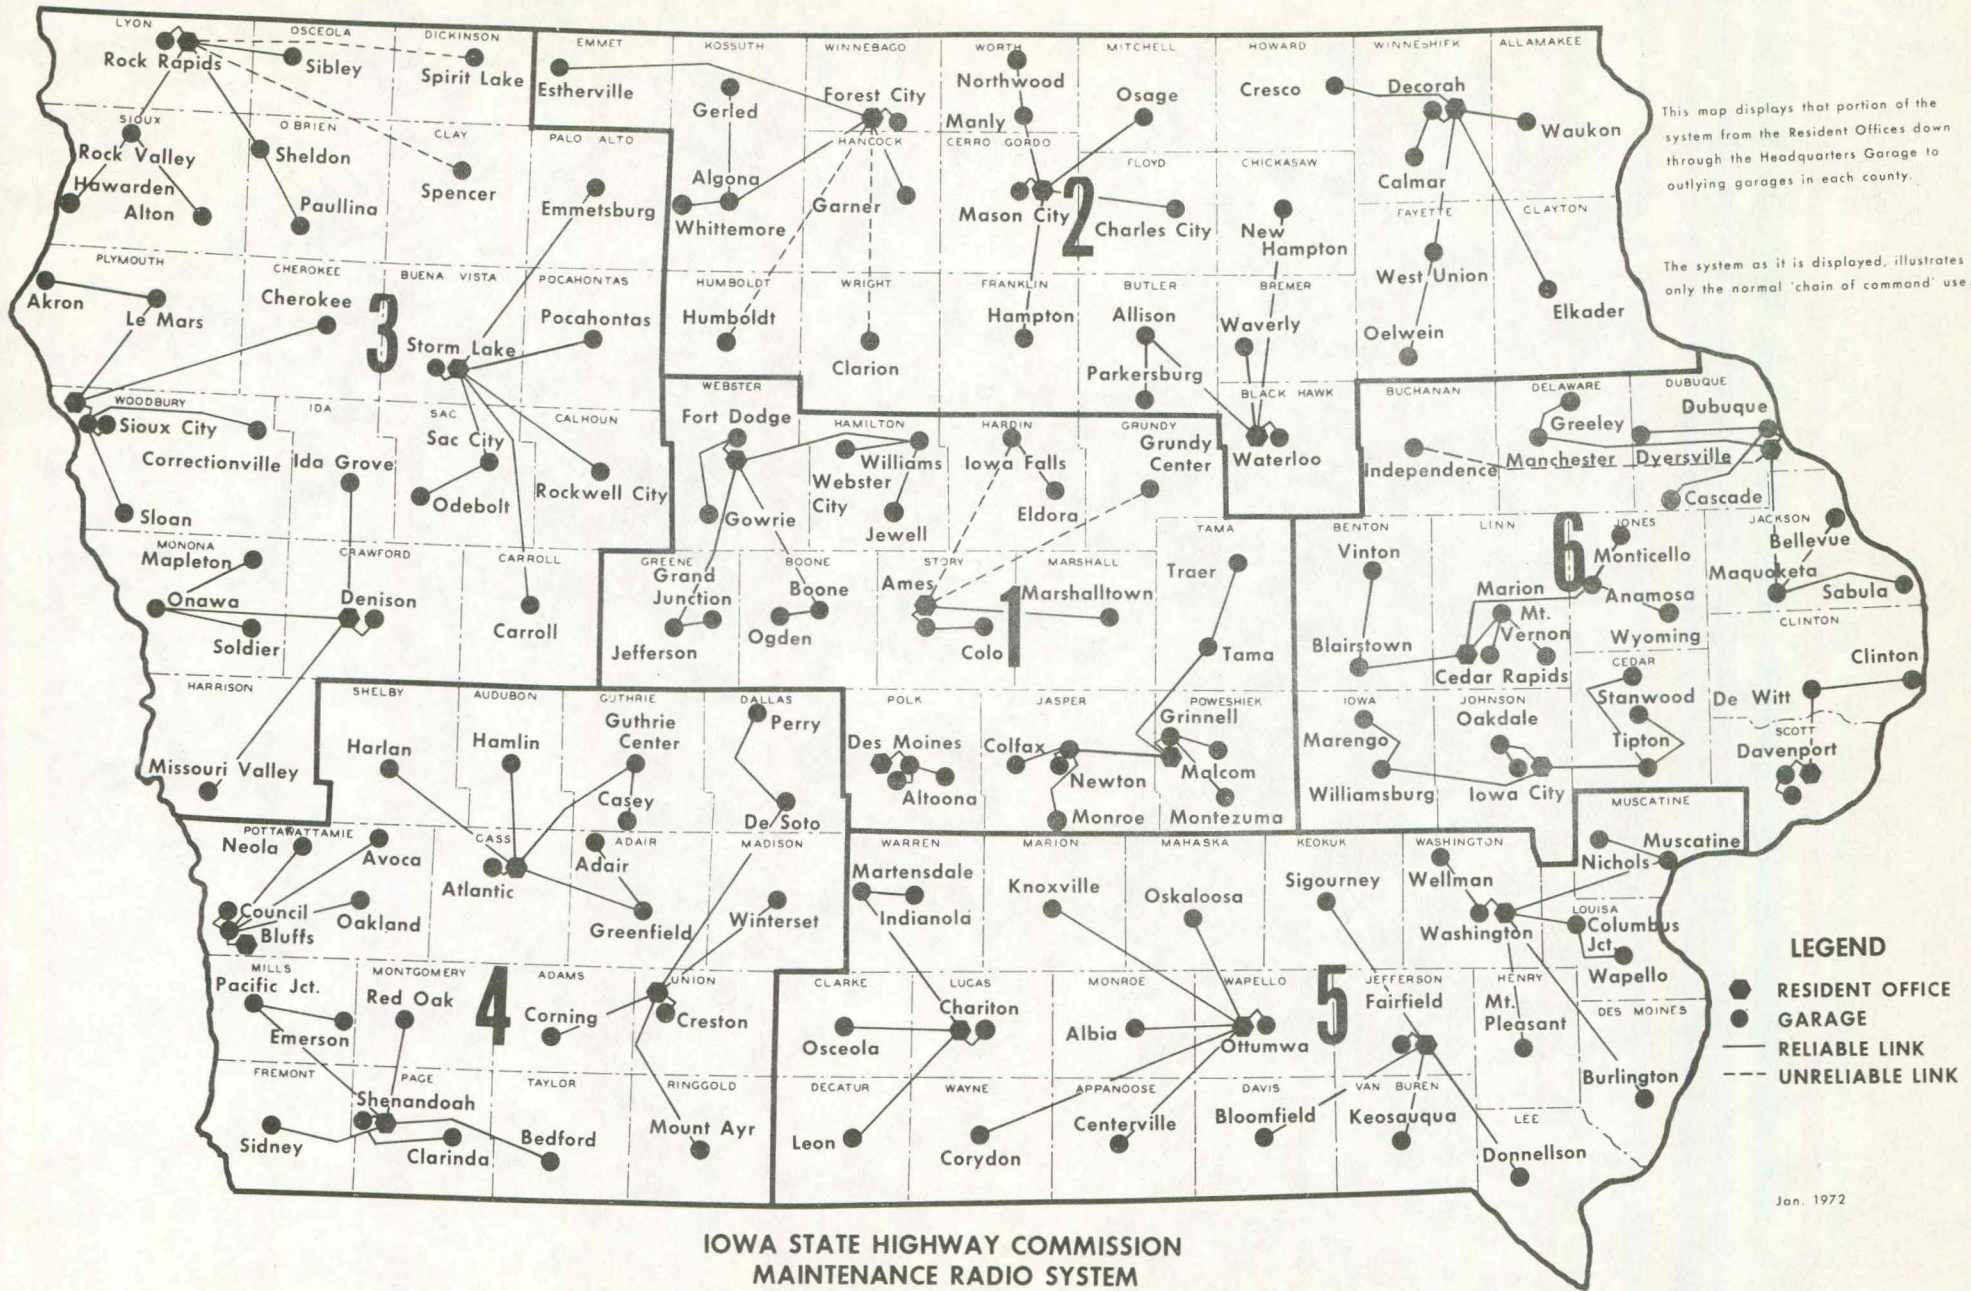 LYON
OSCEOLA
DICKINSON
EMMET
KOSSUTH
WINNEBAGO
WORTH
MITCHELL
HOWARD
WINNESHIEK
ALLAMAKEE
Rock Rapids
Sibley
Spirit Lake
Estherville
Gerled
Forest City
Northwood
Manly
Osage
Cresco
Decorah
Waukon
Calmar
This map displays that portion of the
system from the Resident Offices down
through the Headquarters Garage to
outlying garages in each county.
SIOUX
O BRIEN
CLAY
PALO ALTO
HANCOCK
CERRO GORDO
FLOYD
CHICKASAW
FAYETTE
CLAYTON
Rock Valley
Hawarden
Alton
Sheldon
Paullina
Spencer
Emmetsburg
Algona
Whittemore
Garner
Mason City
2
Charles City
New
Hampton
West Union
Oelwein
Elkader
The system as it is displayed, illustrates
only the normal 'chain of command' use.
PLYMOUTH
CHEROKEE
BUENA VISTA
POCAHONTAS
HUMBOLDT
WRIGHT
FRANKLIN
BUTLER
BREMER
Akron
Le Mars
Cherokee
3
Storm Lake
Pocahontas
Humboldt
Clarion
Hampton
Allison
Parkersburg
Waverly
WOODBURY
IDA
SAC
CALHOUN
WEBSTER
HAMILTON
HARDIN
GRUNDY
BLACK HAWK
BUCHANAN
DELAWARE
DUBUQUE
Sioux City
Correctionville
Sloan
Ida Grove
Sac City
Odebolt
Rockwell City
Fort Dodge
Gowrie
Williams
Webster
City
Jewell
Iowa Falls
Eldora
Grundy
Center
Waterloo
Independence
Greeley
Manchester
Dubuque
Dyersville
Cascade
MONONA
CRAWFORD
CARROLL
GREENE
BOONE
STORY
MARSHALL
TAMA
BENTON
LINN
6
JONES
JACKSON
Mapleton
Onawa
Soldier
Denison
Carroll
Grand
Junction
Jefferson
Boone
Ogden
Ames
Colo
1
Marshalltown
Traer
Tama
Vinton
Blairstown
Marion
Mt.
Vernon
Cedar Rapids
Monticello
Anamosa
Wyoming
Bellevue
Maquoketa
Sabula
HARRISON
SHELBY
AUDUBON
GUTHRIE
DALLAS
POLK
JASPER
POWESHIEK
IOWA
JOHNSON
CEDAR
CLINTON
SCOTT
Missouri Valley
Harlan
Hamlin
Guthrie
Center
Casey
Perry
De Soto
Des Moines
Altoona
Colfax
Newton
Monroe
Grinnell
Malcom
Montezuma
Marengo
Williamsburg
Oakdale
Iowa City
Stanwood
Tipton
De Witt
Clinton
Davenport
POTTAWATTAMIE
CASS
ADAIR
MADISON
WARREN
MARION
MAHASKA
KEOKUK
WASHINGTON
MUSCATINE
LOUISA
Neola
Avoca
Council
Bluffs
Oakland
Atlantic
Adair
Greenfield
Winterset
Martensdale
Indianola
Knoxville
Oskaloosa
Sigourney
Wellman
Washington
Nichols
Muscatine
Columbus
Jct.
Wapello
MILLS
MONTGOMERY
4
ADAMS
UNION
CLARKE
LUCAS
MONROE
WAPELLO
5
JEFFERSON
HENRY
DES MOINES
Pacific Jct.
Emerson
Red Oak
Corning
Creston
Osceola
Chariton
Albia
Ottumwa
Fairfield
Mt.
Pleasant
Burlington
FREMONT
PAGE
TAYLOR
RINGGOLD
DECATUR
WAYNE
APPANOOSE
DAVIS
VAN BUREN
LEE
Sidney
Shenandoah
Clarinda
Bedford
Mount Ayr
Leon
Corydon
Centerville
Bloomfield
Keosauqua
Donnellson
LEGEND
RESIDENT OFFICE
GARAGE
RELIABLE LINK
UNRELIABLE LINK
Jan. 1972
IOWA STATE HIGHWAY COMMISSION
MAINTENANCE RADIO SYSTEM